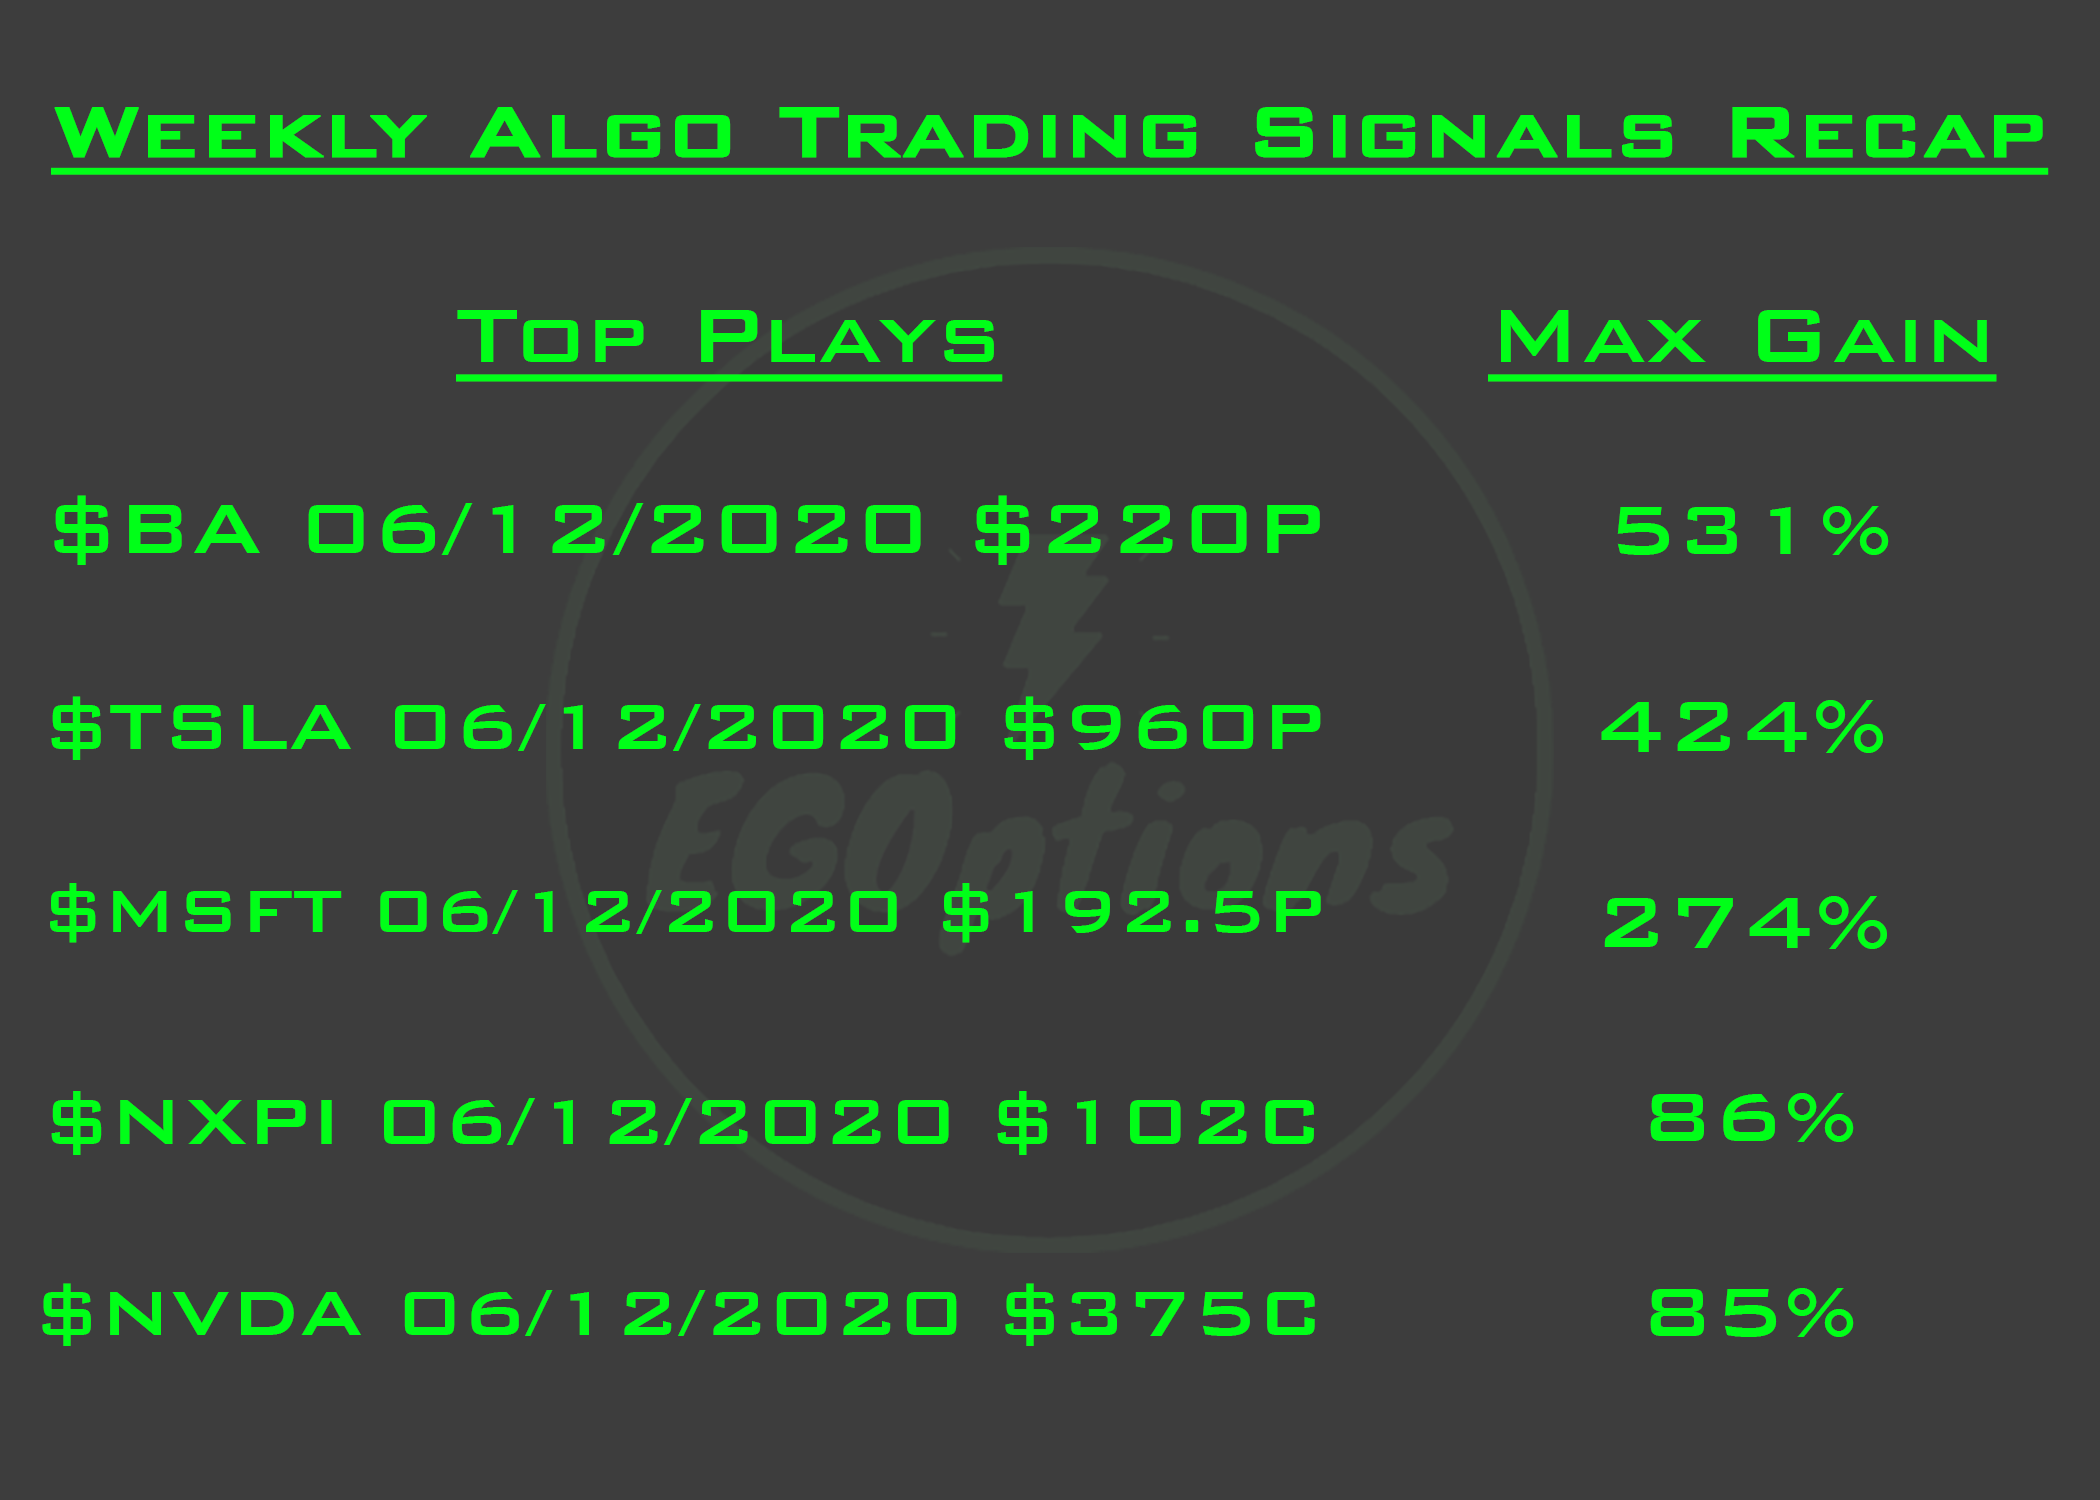 Weekly Algo Trading Signals Recap
Top Plays Max Gain
$BA 06/12/2020 $220P 531%
$TSLA 06/12/2020 $960P 424%
EGOptions
$MSFT 06/12/2020 $192.5P 274%
$NXPI 06/12/2020 $102C 86%
$NVDA 06/12/2020 $375C 85%